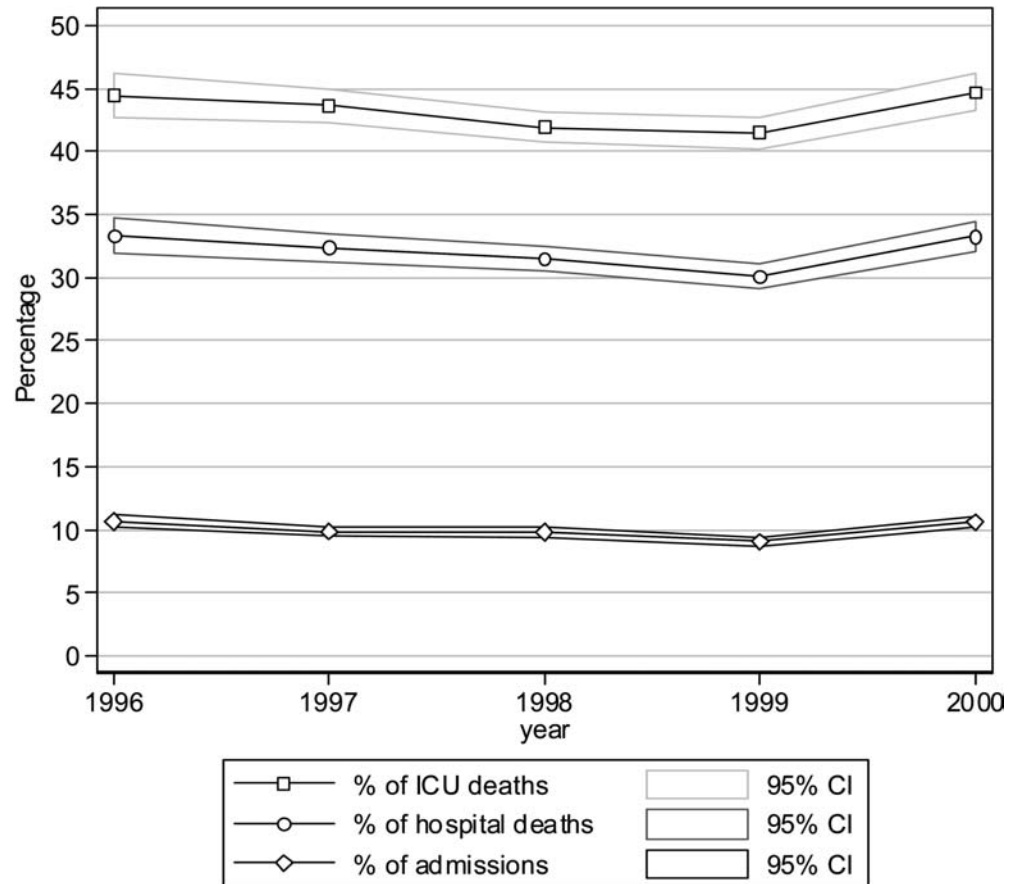 50
45
40
35
30
25
20
15
10
5
0
Percentage
1996 1997 1998 1999 2000
year
% of ICU deaths 95% CI
% of hospital deaths 95% CI
% of admissions 95% CI